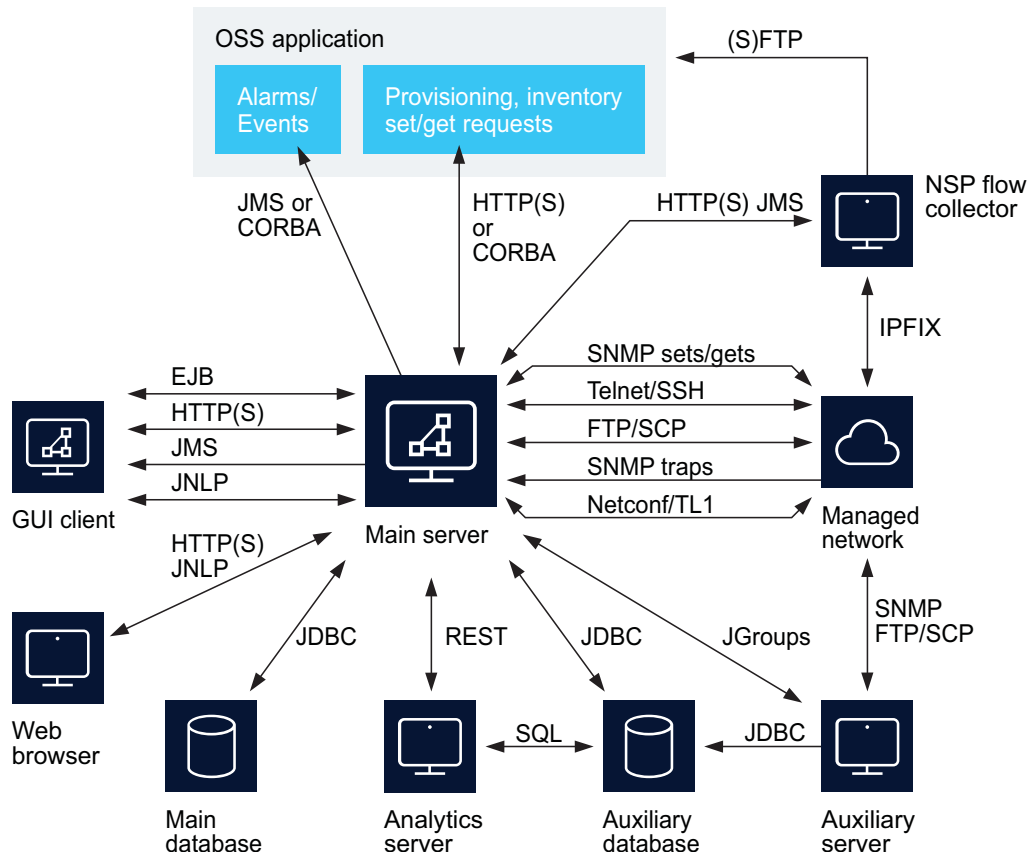 OSS application
(S)FTP
Alarms/
Events
Provisioning, inventory
set/get requests
JMS or
CORBA
HTTP(S)
or
CORBA
HTTP(S) JMS
NSP flow
collector
IPFIX
EJB
HTTP(S)
JMS
JNLP
GUI client
Main server
SNMP sets/gets
Telnet/SSH
FTP/SCP
SNMP traps
Netconf/TL1
Managed
network
HTTP(S)
JNLP
JDBC
REST
JDBC
JGroups
SNMP
FTP/SCP
Web
browser
SQL
JDBC
Main
database
Analytics
server
Auxiliary
database
Auxiliary
server